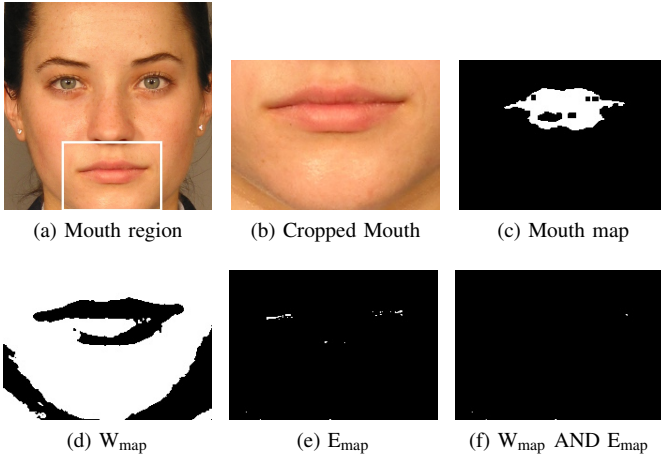 (a) Mouth region
(b) Cropped Mouth
(c) Mouth map
(d) Wmap
(e) Emap
(f) Wmap AND Emap